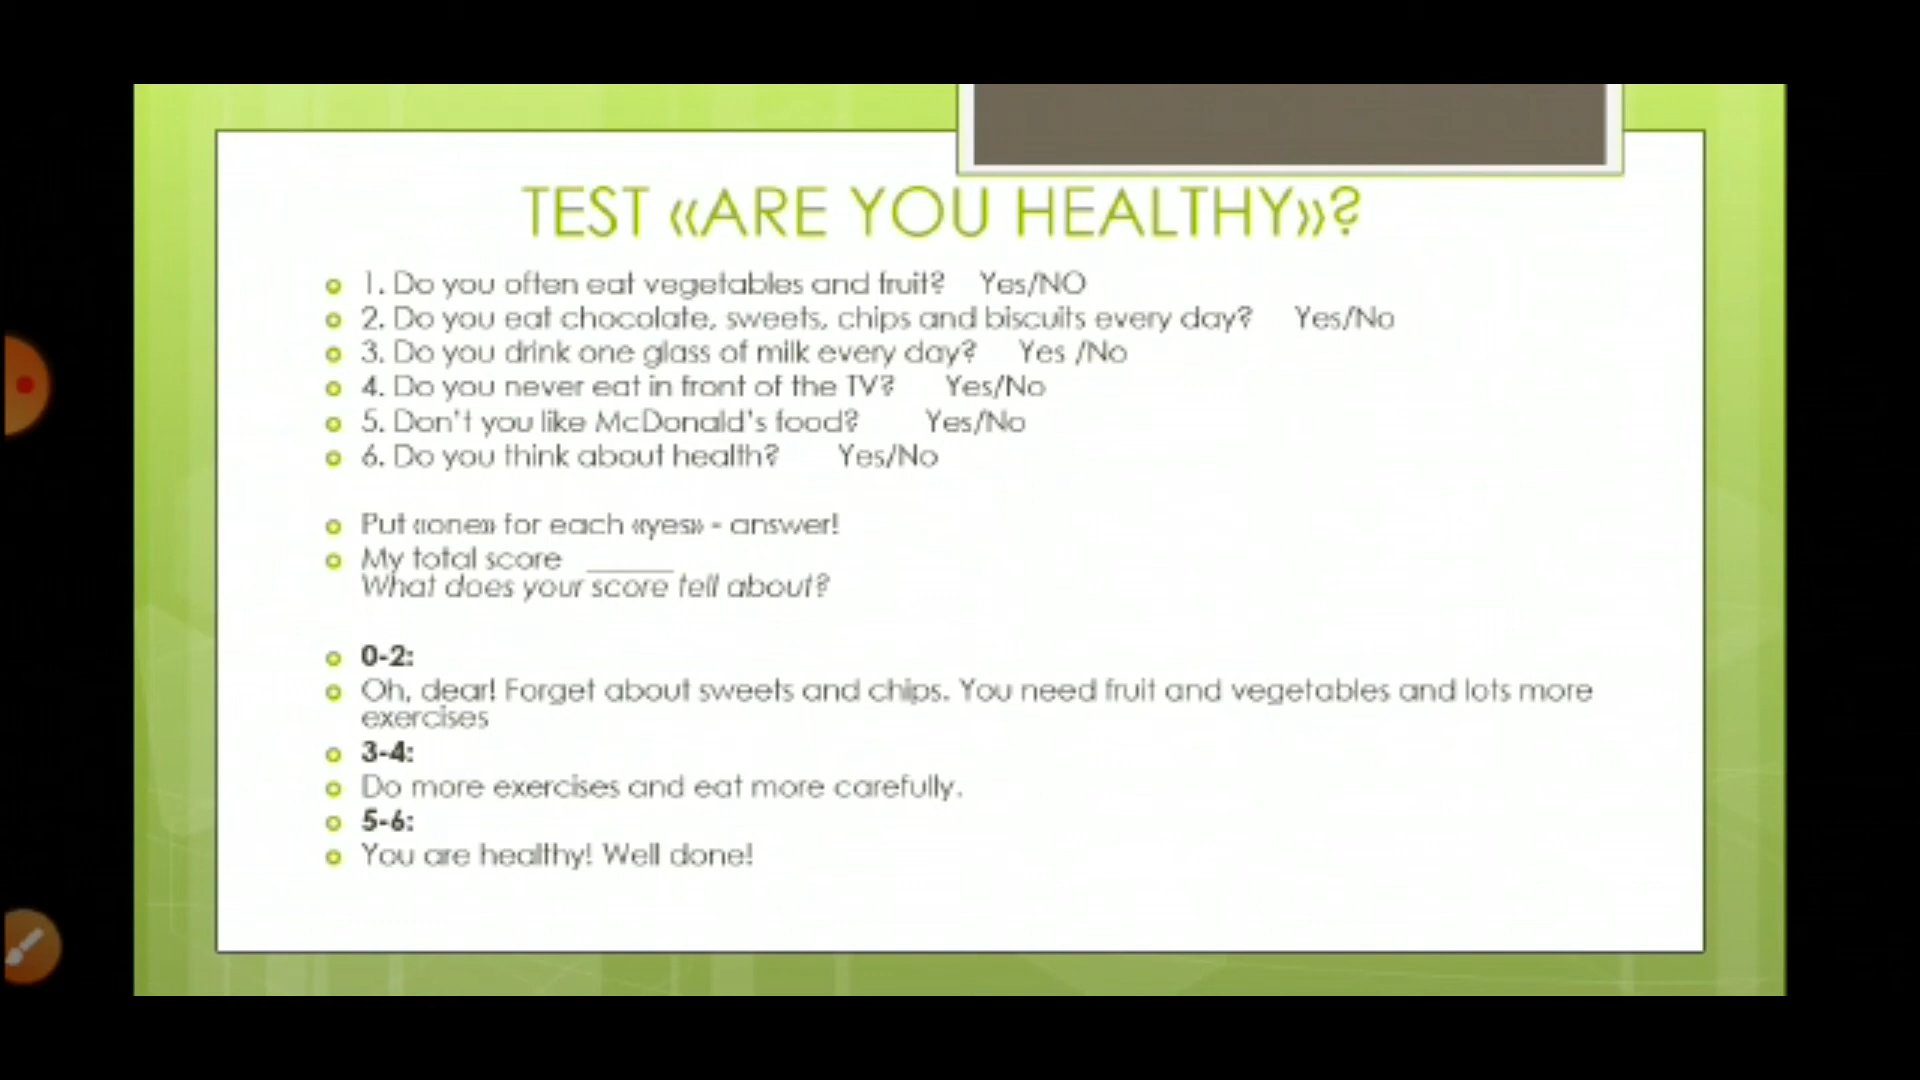 TEST «ARE YOU HEALTHY»?
1. Do you often eat vegetables and fruit? Yes/NO
2. Do you eat chocolate, sweets, chips and biscuits every day? Yes/No
3. Do you drink one glass of milk every day? Yes /No
4. Do you never eat in front of the TV? Yes/No
5. Don't you like McDonald's food? Yes/No
6. Do you think about health? Yes/No
Put «one» for each «yes» - answer!
My total score ______
What does your score tell about?
0-2:
Oh, dear! Forget about sweets and chips. You need fruit and vegetables and lots more
exercises
3-4:
Do more exercises and eat more carefully.
5-6:
You are healthy! Well done!